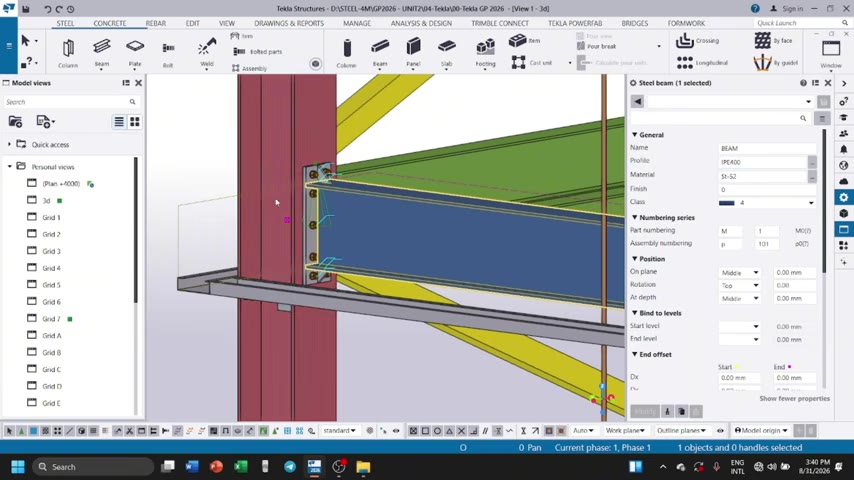 Tekla Structures - D:\STEEL-4M\GP2026 - UNIT2\04-Tekla\00-Tekla GP 2026 - [View 1 - 3d]
Sign in
STEEL CONCRETE REBAR EDIT VIEW DRAWINGS & REPORTS MANAGE ANALYSIS & DESIGN TRIMBLE CONNECT TEKLA POWERFAB BRIDGES FORMWORK Quick Launch
Item
Bolted parts
Assembly
Column Beam Plate Bolt Weld
Column Beam Panel Slab Footing
Item
Cast unit
Pour view
Pour break
Calculate pour units
Crossing
Longitudinal
By face
By guidel
Window
Model views
Search
Quick access
Personal views
(Plan +4000)
3d
Grid 1
Grid 2
Grid 3
Grid 4
Grid 5
Grid 6
Grid 7
Grid A
Grid B
Grid C
Grid D
Grid E
Steel beam (1 selected)
General
Name BEAM
Profile IPE400
Material St-52
Finish 0
Class 4
Numbering series
Part numbering M 1
Assembly numbering p 101
Position
On plane Middle 0.00 mm
Rotation Top 0.00
At depth Middle 0.00 mm
Bind to levels
Start level 0.00 mm
End level 0.00 mm
End offset
Start End
Dx 0.00 mm 0.00 mm
Show fewer properties
Modify
standard Auto Work plane Outline planes Model origin
O 0 Pan Current phase: 1, Phase 1 1 objects and 0 handles selected
Search
ENG
INTL
3:40 PM
8/31/2026